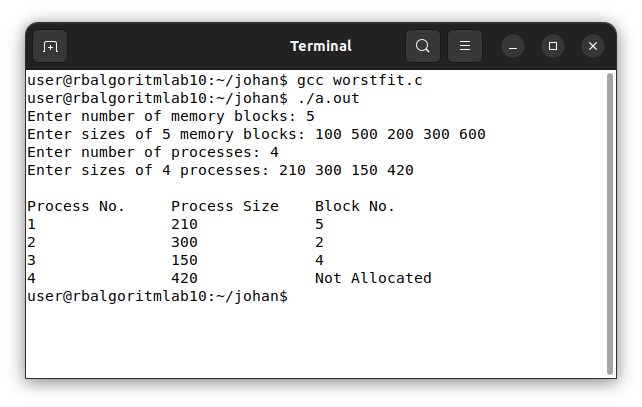 Terminal
user@rbalgoritmlab10:~/johan$ gcc worstfit.c
user@rbalgoritmlab10:~/johan$ ./a.out
Enter number of memory blocks: 5
Enter sizes of 5 memory blocks: 100 500 200 300 600
Enter number of processes: 4
Enter sizes of 4 processes: 210 300 150 420
Process No.     Process Size    Block No.
1               210             5
2               300             2
3               150             4
4               420             Not Allocated
user@rbalgoritmlab10:~/johan$